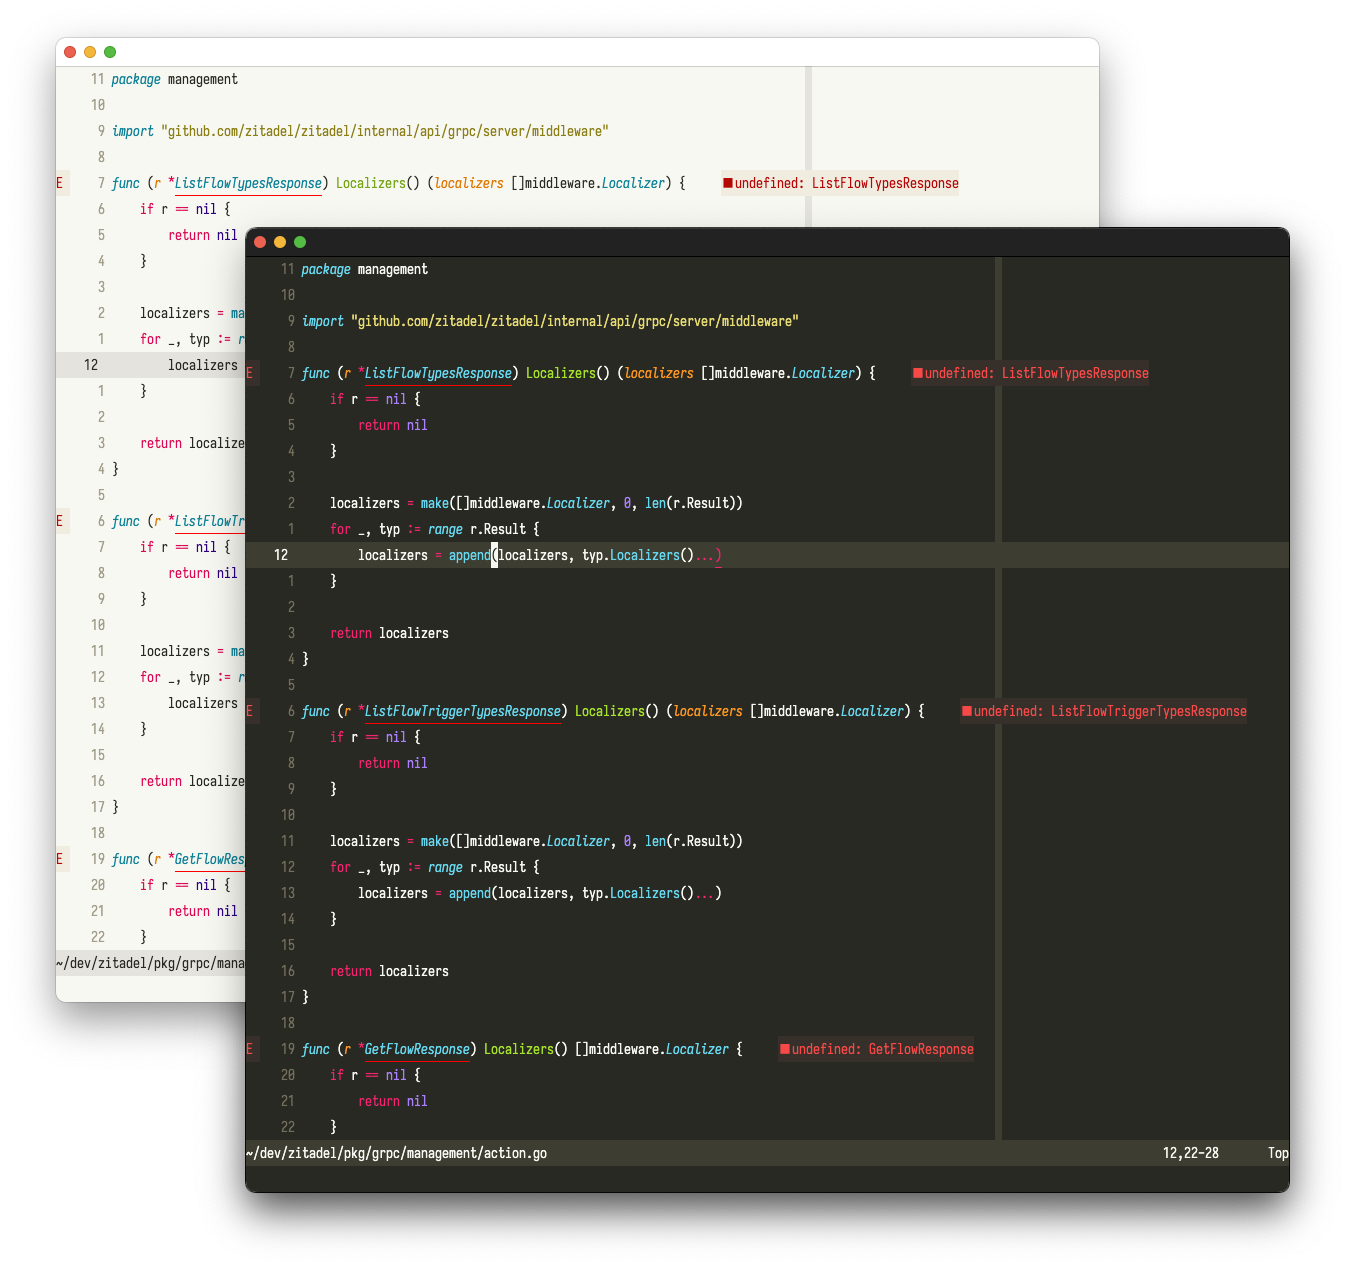 11 package management
10
9 import "github.com/zitadel/zitadel/internal/api/grpc/server/middleware"
8
E 7 func (r *ListFlowTypesResponse) Localizers() (localizers []middleware.Localizer) { ■undefined: ListFlowTypesResponse
6 if r == nil {
5 return nil
4 }
3
2 localizers = ma
1 for _, typ := r
12 localizers
1 }
2
3 return localize
4 }
5
E 6 func (r *ListFlowTr
7 if r == nil {
8 return nil
9 }
10
11 localizers = ma
12 for _, typ := r
13 localizers
14 }
15
16 return localize
17 }
18
E 19 func (r *GetFlowRes
20 if r == nil {
21 return nil
22 }
~/dev/zitadel/pkg/grpc/mana
11 package management
10
9 import "github.com/zitadel/zitadel/internal/api/grpc/server/middleware"
8
E 7 func (r *ListFlowTypesResponse) Localizers() (localizers []middleware.Localizer) { ■undefined: ListFlowTypesResponse
6 if r == nil {
5 return nil
4 }
3
2 localizers = make([]middleware.Localizer, 0, len(r.Result))
1 for _, typ := range r.Result {
12 localizers = append(localizers, typ.Localizers()...)
1 }
2
3 return localizers
4 }
5
E 6 func (r *ListFlowTriggerTypesResponse) Localizers() (localizers []middleware.Localizer) { ■undefined: ListFlowTriggerTypesResponse
7 if r == nil {
8 return nil
9 }
10
11 localizers = make([]middleware.Localizer, 0, len(r.Result))
12 for _, typ := range r.Result {
13 localizers = append(localizers, typ.Localizers()...)
14 }
15
16 return localizers
17 }
18
E 19 func (r *GetFlowResponse) Localizers() []middleware.Localizer { ■undefined: GetFlowResponse
20 if r == nil {
21 return nil
22 }
~/dev/zitadel/pkg/grpc/management/action.go 12,22-28 Top